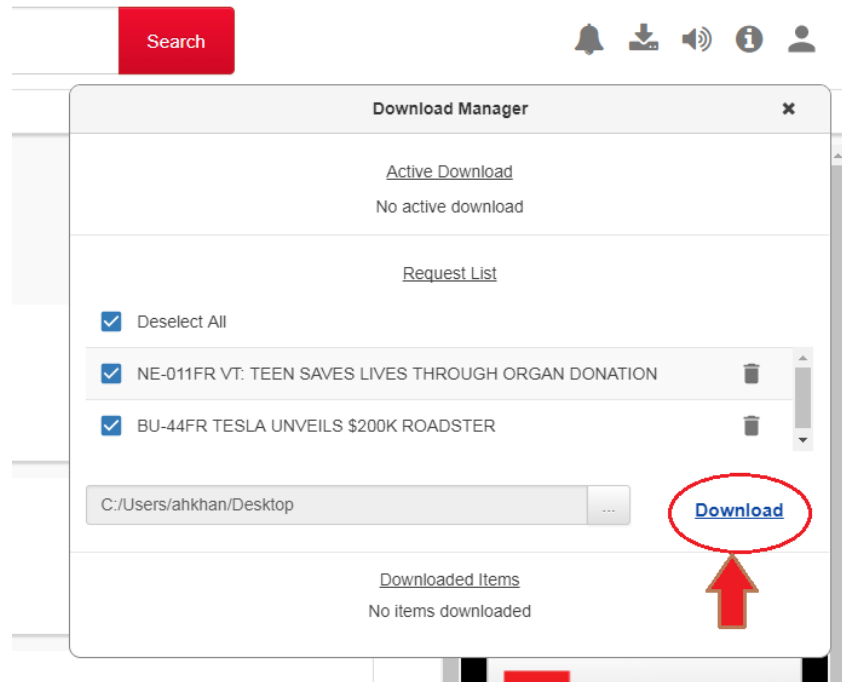 Search
Download Manager
Active Download
No active download
Request List
Deselect All
NE-011FR VT: TEEN SAVES LIVES THROUGH ORGAN DONATION
BU-44FR TESLA UNVEILS $200K ROADSTER
C:/Users/ahkhan/Desktop
...
Download
Downloaded Items
No items downloaded